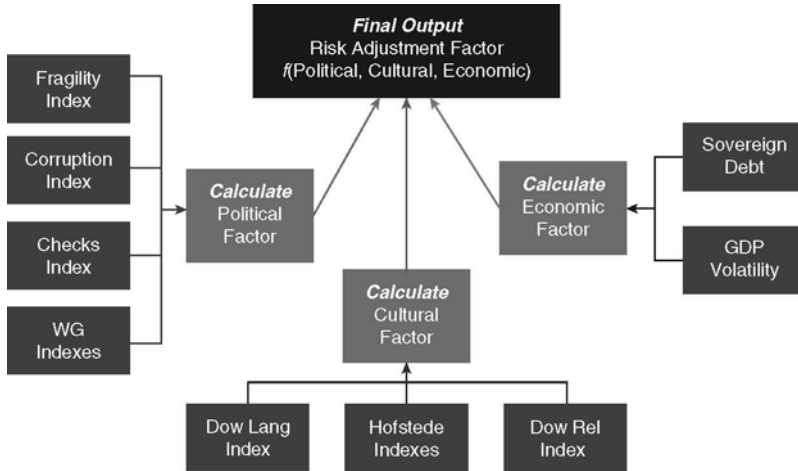 Final Output
Risk Adjustment Factor
f(Political, Cultural, Economic)
Fragility
Index
Corruption
Index
Checks
Index
WG
Indexes
Calculate
Political
Factor
Calculate
Cultural
Factor
Calculate
Economic
Factor
Sovereign
Debt
GDP
Volatility
Dow Lang
Index
Hofstede
Indexes
Dow Rel
Index